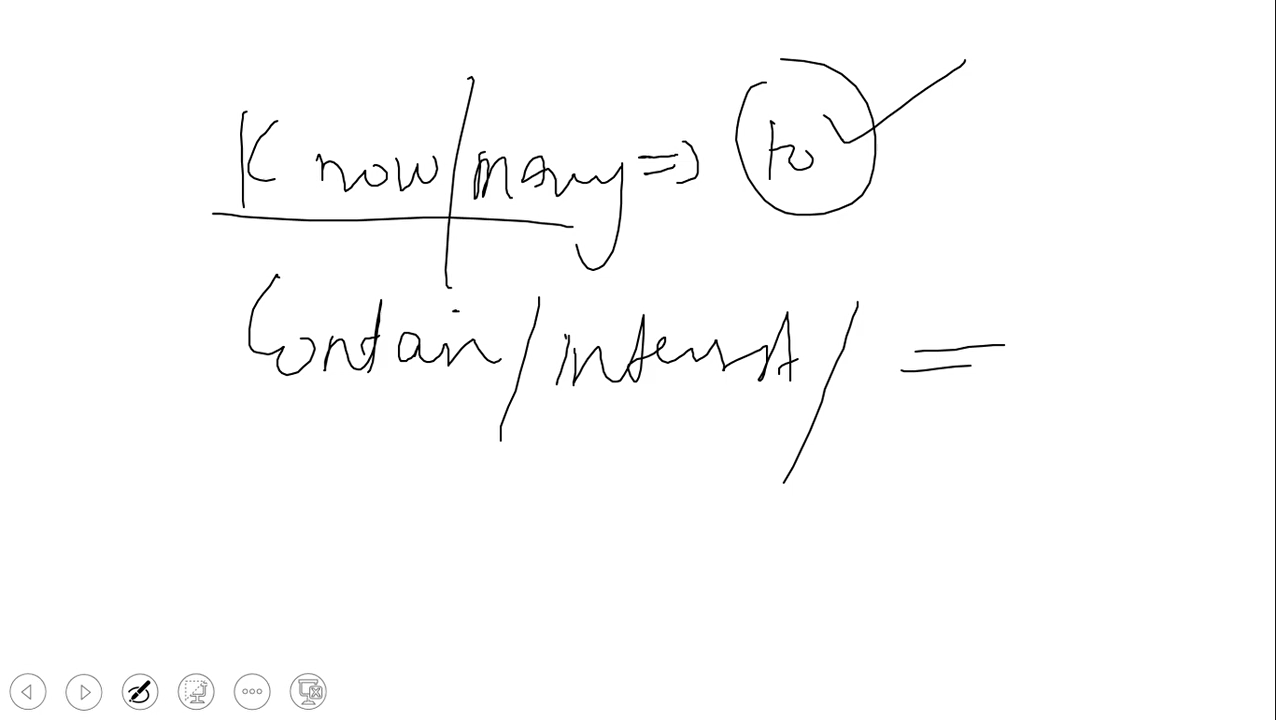 Know/many => to ✓
Contain/interest/ =